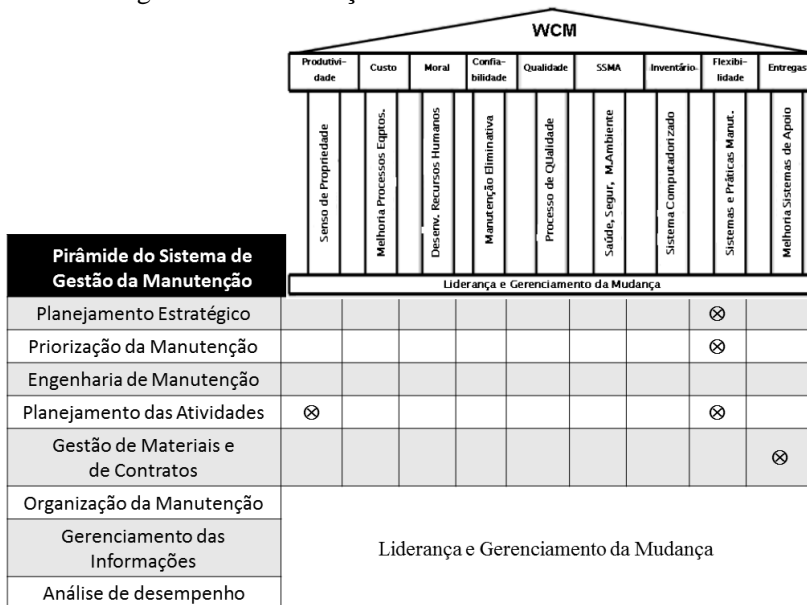 WCM
Produtivi-
dade
Custo
Moral
Confia-
bilidade
Qualidade
SSMA
Inventário
Flexibi-
lidade
Entregas
Senso de Propriedade
Melhoria Processos Eqptos.
Desenv. Recursos Humanos
Manutenção Eliminativa
Processo de QUalidade
Saúde, Segur, M.Ambiente
Sistema Computadorizado
Sistemas e Práticas Manut.
Melhoria Sistemas de Apoio
Liderança e Gerenciamento da Mudança
Pirâmide do Sistema de
Gestão da Manutenção
Planejamento Estratégico
⊗
Priorização da Manutenção
⊗
Engenharia de Manutenção
Planejamento das Atividades
⊗ ⊗
Gestão de Materiais e
de Contratos
⊗
Organização da Manutenção
Gerenciamento das
Informações
Liderança e Gerenciamento da Mudança
Análise de desempenho